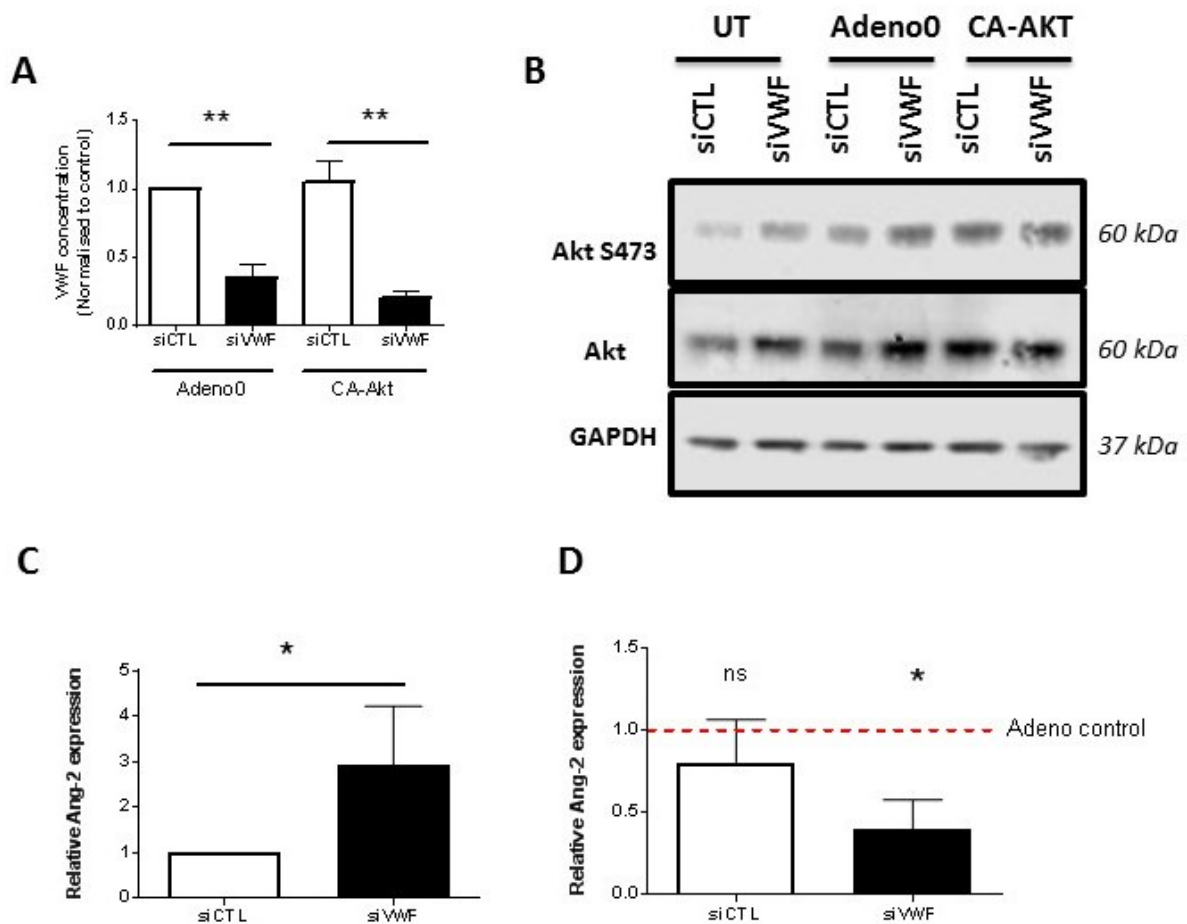 A
VWF concentration
(Normalised to control)
1.5
1.0
0.5
0.0
**
**
siCTL
siVWF
siCTL
siVWF
Adeno0
CA-Akt
B
UT
Adeno0
CA-AKT
siCTL
siVWF
siCTL
siVWF
siCTL
siVWF
Akt S473
60 kDa
Akt
60 kDa
GAPDH
37 kDa
C
Relative Ang-2 expression
5
4
3
2
1
0
*
siCTL
siVWF
D
Relative Ang-2 expression
1.5
1.0
0.5
0.0
ns
*
Adeno control
siCTL
siVWF